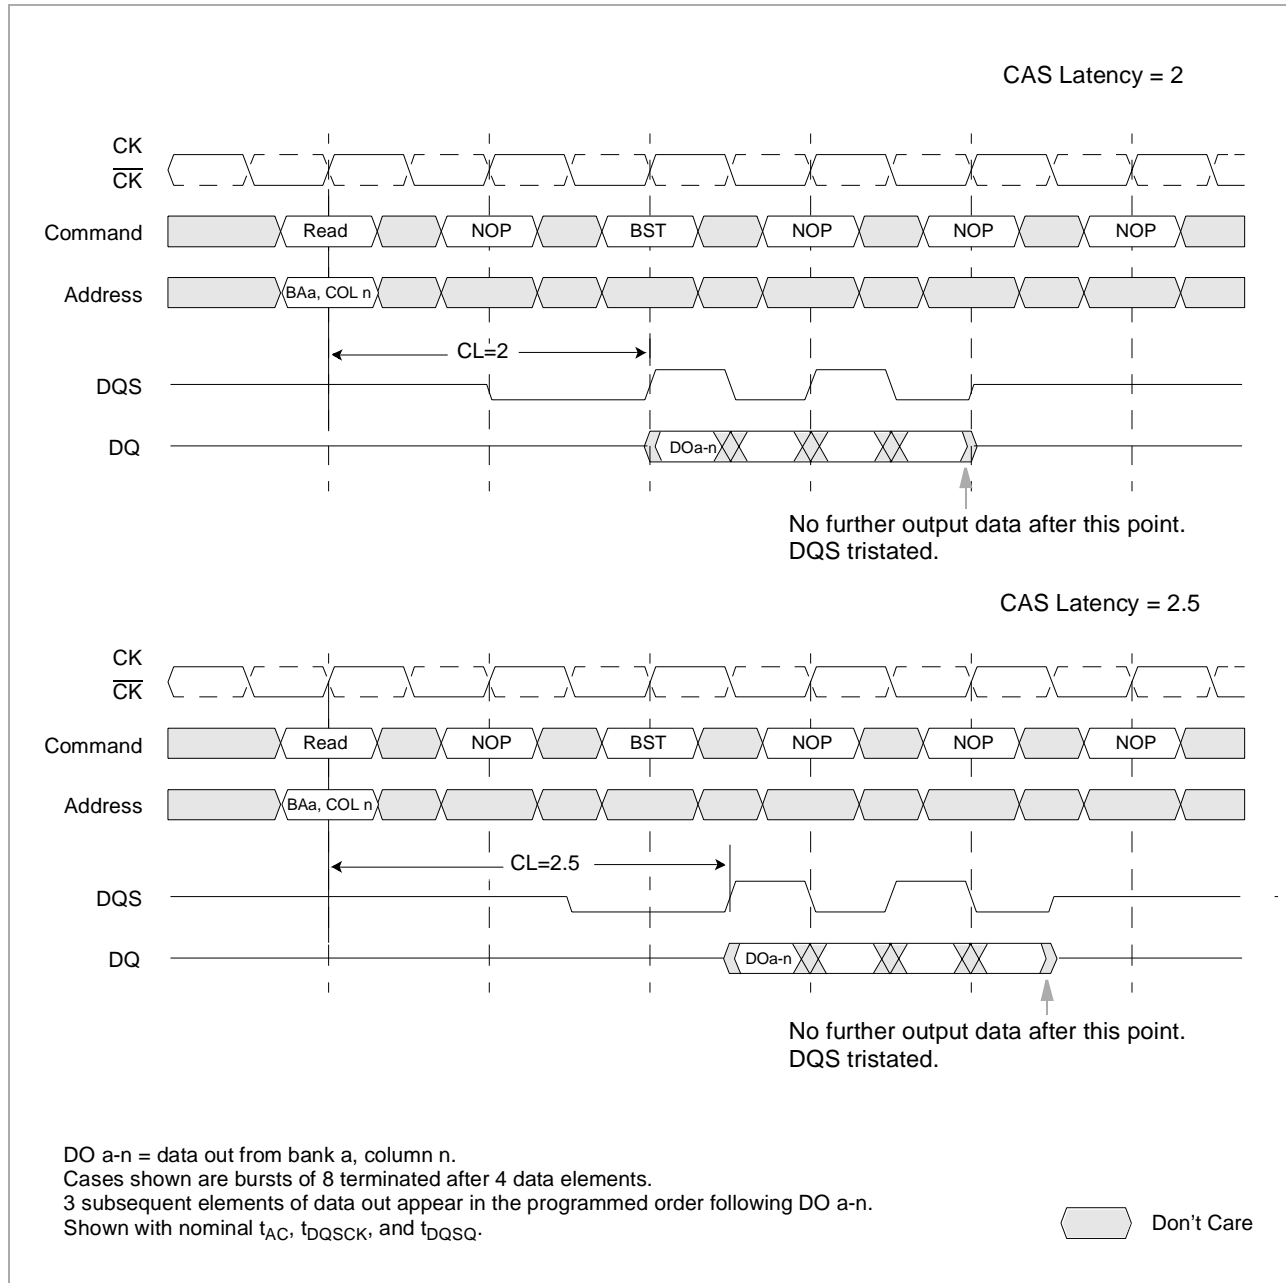 CAS Latency = 2
CK
CK
Command
Read
NOP
BST
NOP
NOP
NOP
Address
BAa, COL n
CL=2
DQS
DQ
DOa-n
No further output data after this point.
DQS tristated.
CAS Latency = 2.5
CK
CK
Command
Read
NOP
BST
NOP
NOP
NOP
Address
BAa, COL n
CL=2.5
DQS
DQ
DOa-n
No further output data after this point.
DQS tristated.
DO a-n = data out from bank a, column n.
Cases shown are bursts of 8 terminated after 4 data elements.
3 subsequent elements of data out appear in the programmed order following DO a-n.
Shown with nominal tAC, tDQSCK, and tDQSQ.
Don't Care